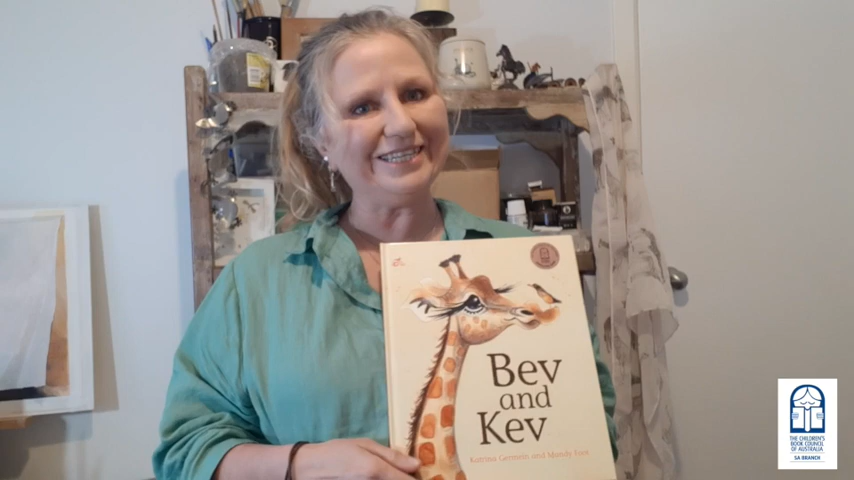 Bev
and
Kev
Katrina Germein and Mandy Foot
THE CHILDREN'S
BOOK COUNCIL
OF AUSTRALIA
SA BRANCH